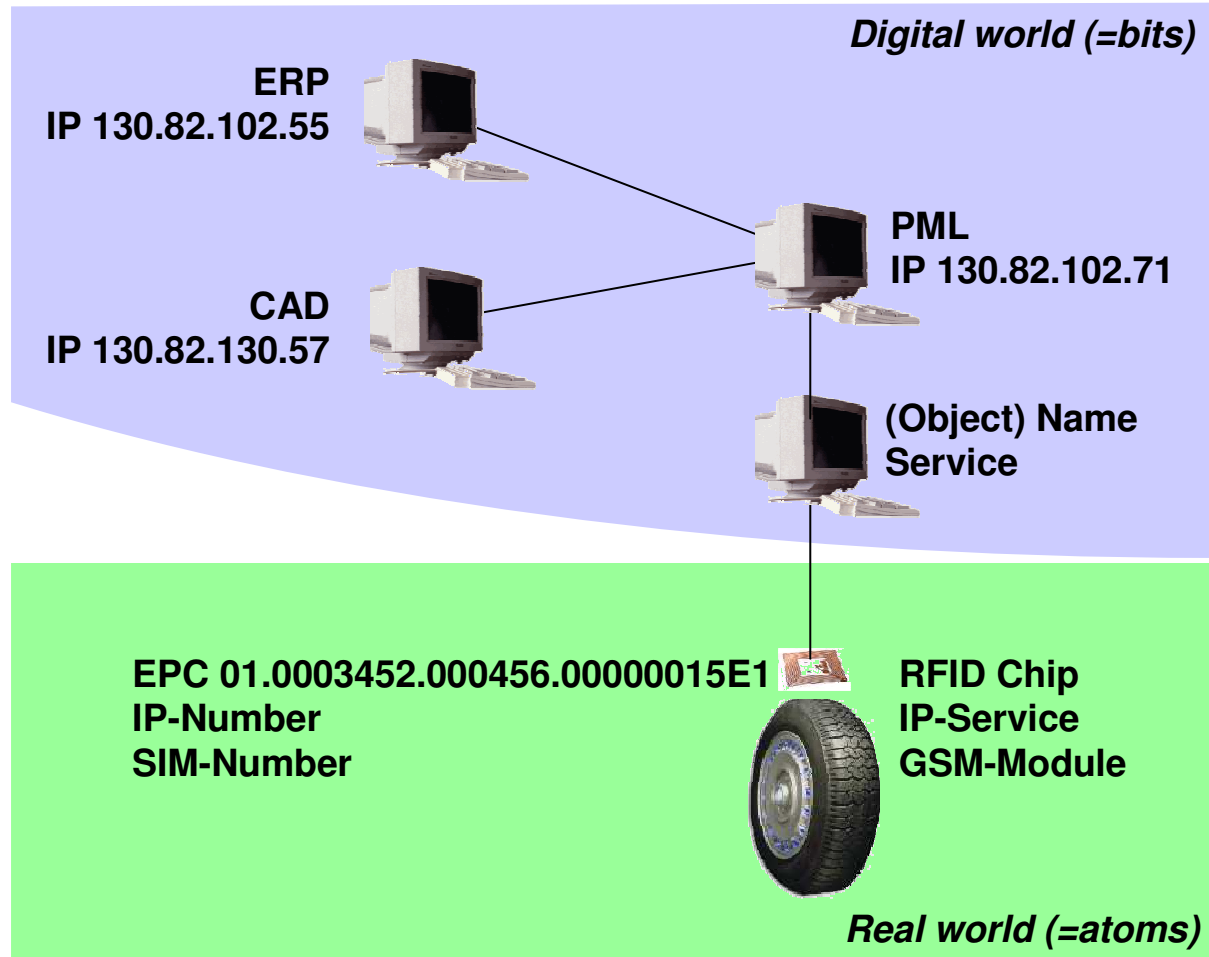 Digital world (=bits)
ERP
IP 130.82.102.55
PML
IP 130.82.102.71
CAD
IP 130.82.130.57
(Object) Name
Service
EPC 01.0003452.000456.00000015E1
IP-Number
SIM-Number
RFID Chip
IP-Service
GSM-Module
Real world (=atoms)